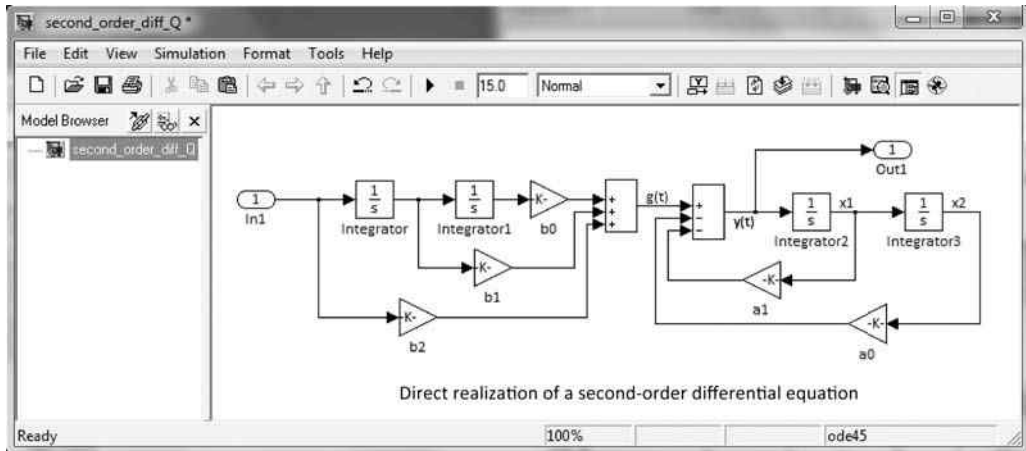 second_order_diff_Q *
File Edit View Simulation Format Tools Help
15.0 Normal
Model Browser
second_order_diff_Q
1
In1
1
s
Integrator
1
s
Integrator1
K-
b0
+
+
+
g(t)
+
−
−
y(t)
1
Out1
1
s
Integrator2
x1
1
s
Integrator3
x2
-K-
b1
K-
b2
-K-
a1
-K-
a0
Direct realization of a second-order differential equation
Ready 100% ode45